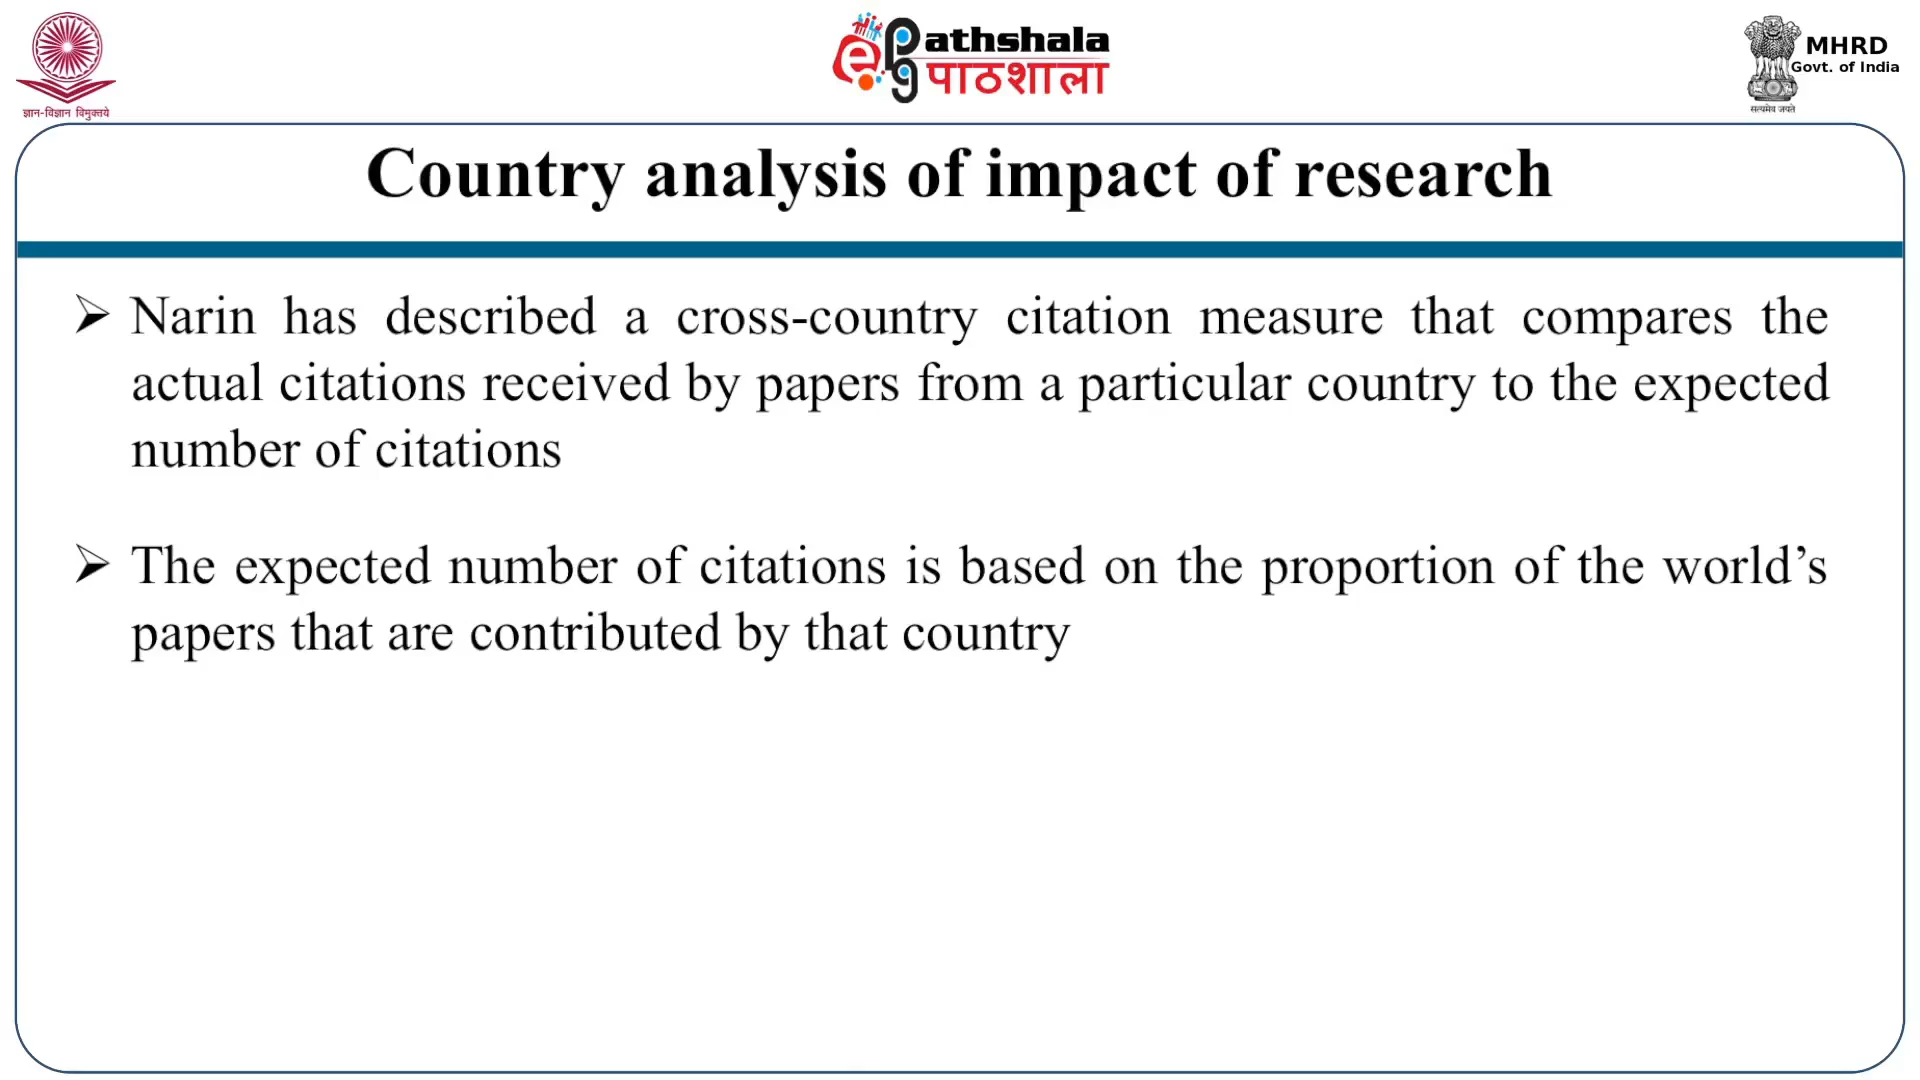 ज्ञान-विज्ञान विमुक्तये
ePathshala
पाठशाला
MHRD
Govt. of India
सत्यमेव जयते
Country analysis of impact of research
➢ Narin has described a cross-country citation measure that compares the
actual citations received by papers from a particular country to the expected
number of citations
➢ The expected number of citations is based on the proportion of the world’s
papers that are contributed by that country